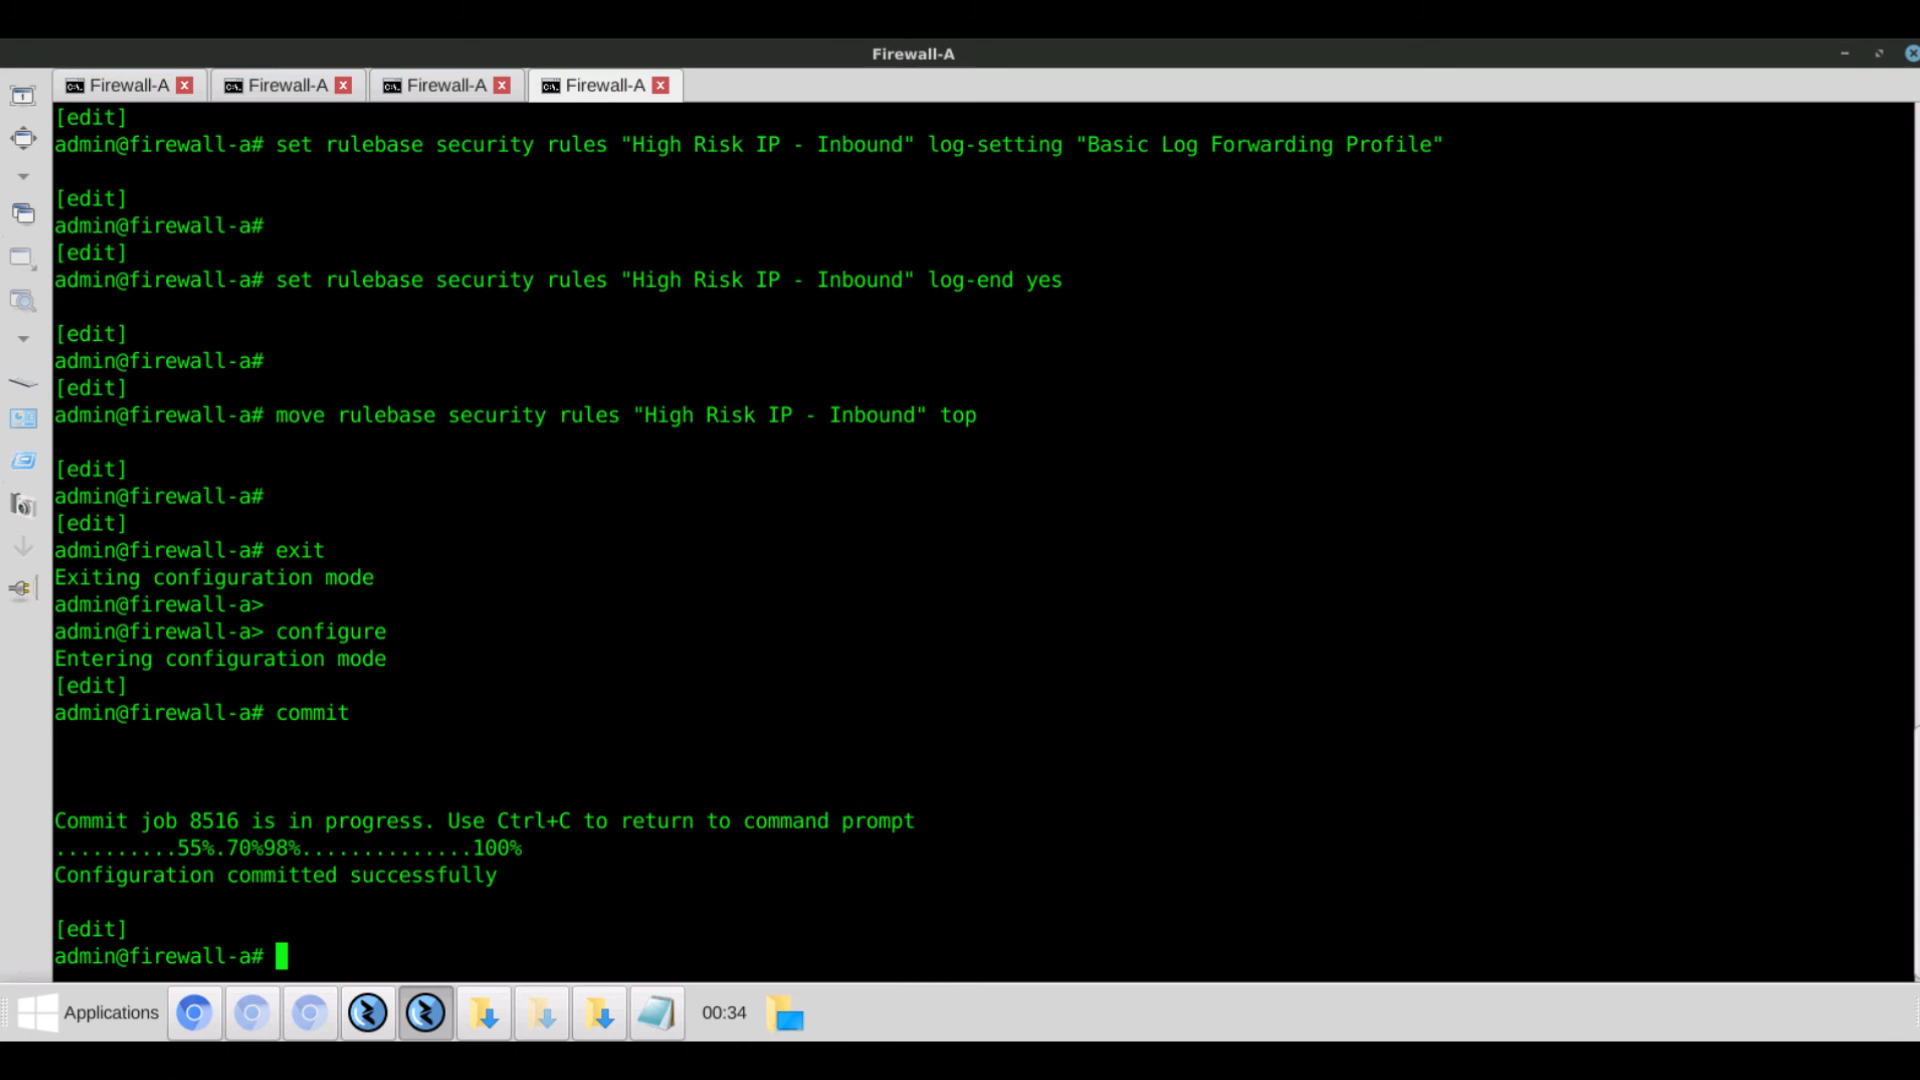 Firewall-A
Firewall-A Firewall-A Firewall-A Firewall-A
[edit]
admin@firewall-a# set rulebase security rules "High Risk IP - Inbound" log-setting "Basic Log Forwarding Profile"
[edit]
admin@firewall-a#
[edit]
admin@firewall-a# set rulebase security rules "High Risk IP - Inbound" log-end yes
[edit]
admin@firewall-a#
[edit]
admin@firewall-a# move rulebase security rules "High Risk IP - Inbound" top
[edit]
admin@firewall-a#
[edit]
admin@firewall-a# exit
Exiting configuration mode
admin@firewall-a>
admin@firewall-a> configure
Entering configuration mode
[edit]
admin@firewall-a# commit
Commit job 8516 is in progress. Use Ctrl+C to return to command prompt
..........55%.70%98%..............100%
Configuration committed successfully
[edit]
admin@firewall-a#
Applications 00:34